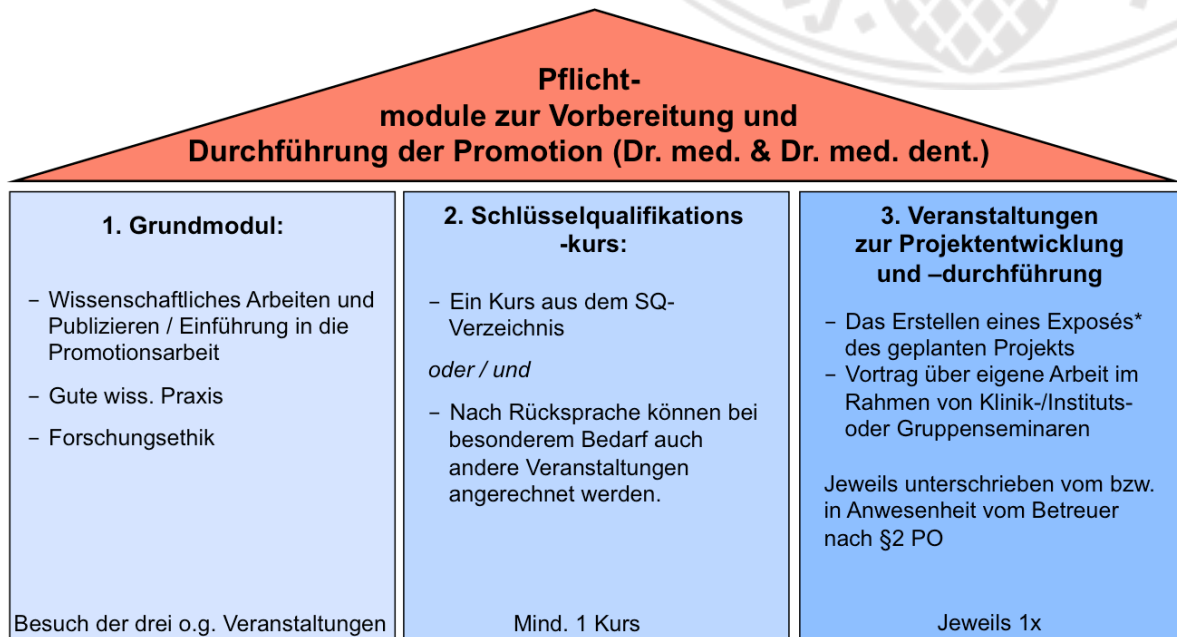 Pflicht-
module zur Vorbereitung und
Durchführung der Promotion (Dr. med. & Dr. med. dent.)
1. Grundmodul:
– Wissenschaftliches Arbeiten und
Publizieren / Einführung in die
Promotionsarbeit
– Gute wiss. Praxis
– Forschungsethik
Besuch der drei o.g. Veranstaltungen
2. Schlüsselqualifikations
-kurs:
– Ein Kurs aus dem SQ-
Verzeichnis
oder / und
– Nach Rücksprache können bei
besonderem Bedarf auch
andere Veranstaltungen
angerechnet werden.
Mind. 1 Kurs
3. Veranstaltungen
zur Projektentwicklung
und –durchführung
– Das Erstellen eines Exposés*
des geplanten Projekts
– Vortrag über eigene Arbeit im
Rahmen von Klinik-/Instituts-
oder Gruppenseminaren
Jeweils unterschrieben vom bzw.
in Anwesenheit vom Betreuer
nach §2 PO
Jeweils 1x